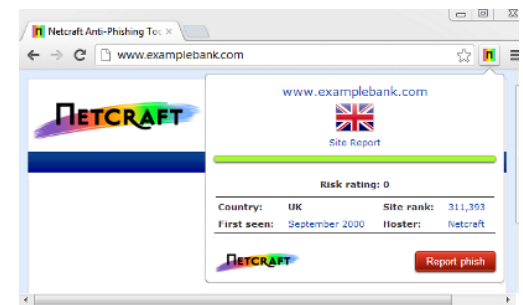 Netcraft Anti-Phishing Toc
www.examplebank.com
NETCRAFT
www.examplebank.com
Site Report
Risk rating: 0
Country: UK Site rank: 311,393
First seen: September 2000 Hoster: Netcraft
NETCRAFT
Report phish